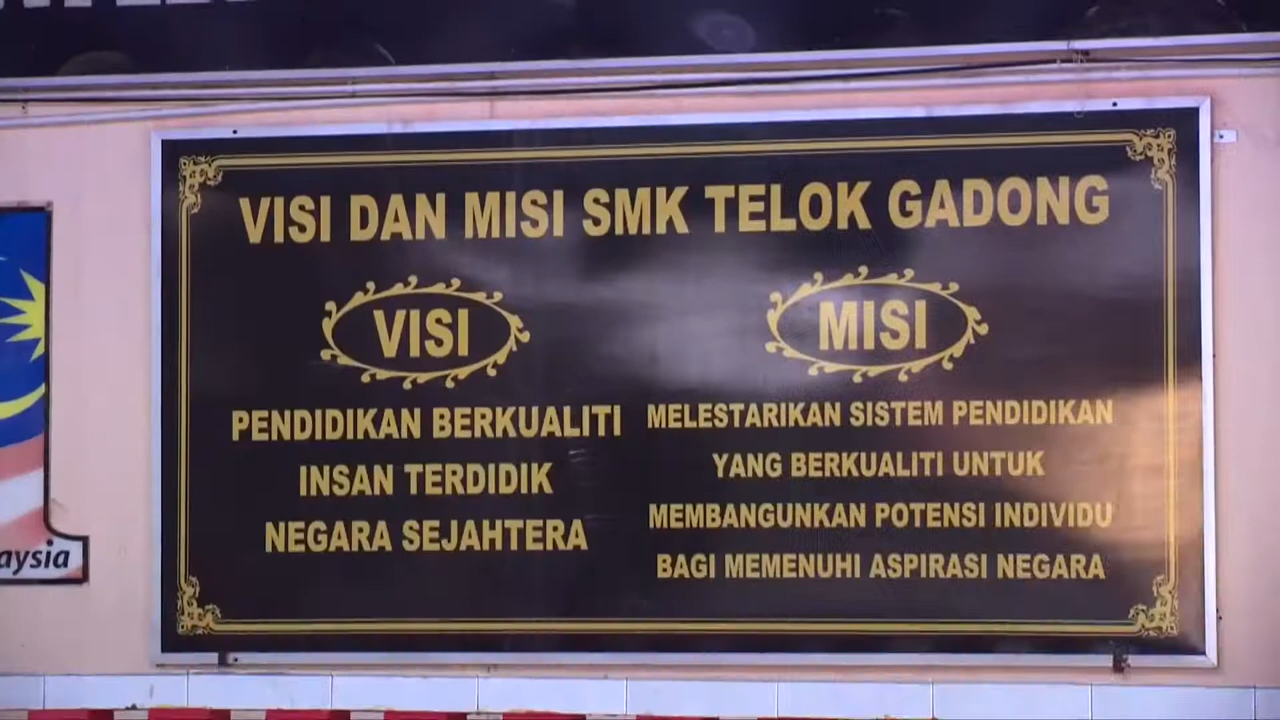 VISI DAN MISI SMK TELOK GADONG
VISI
PENDIDIKAN BERKUALITI
INSAN TERDIDIK
NEGARA SEJAHTERA
MISI
MELESTARIKAN SISTEM PENDIDIKAN
YANG BERKUALITI UNTUK
MEMBANGUNKAN POTENSI INDIVIDU
BAGI MEMENUHI ASPIRASI NEGARA
aysia